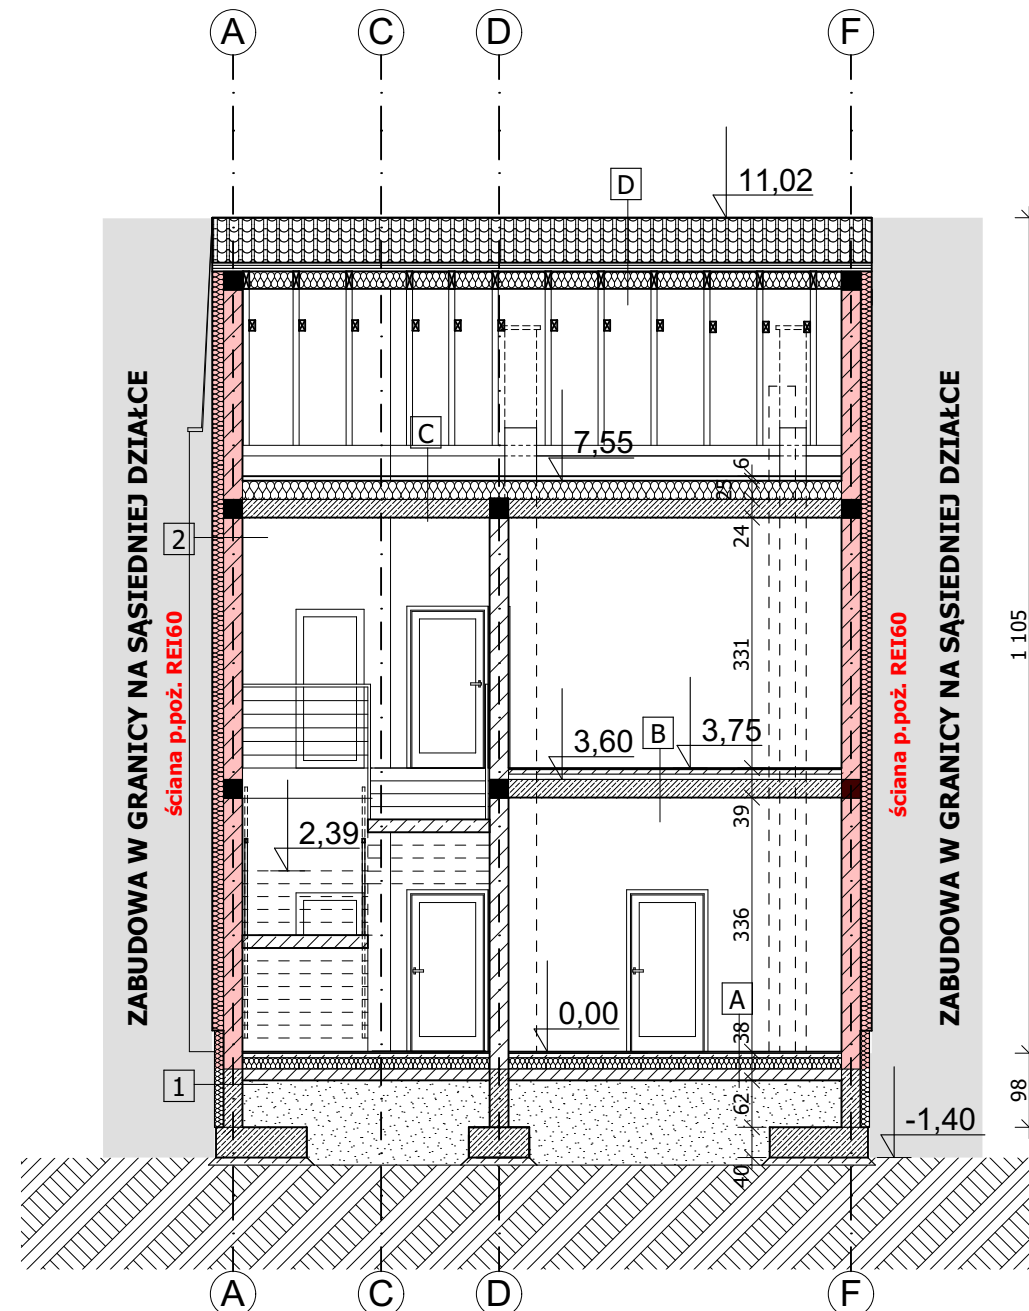 A C D F
D
11,02
C
7,55
6
25
24
2
ZABUDOWA W GRANICY NA SĄSIEDNIEJ DZIAŁCE
ściana p.poż. REI60
331
1 105
B
3,60
3,75
ściana p.poż. REI60
ZABUDOWA W GRANICY NA SĄSIEDNIEJ DZIAŁCE
2,39
39
336
A
0,00
38
1
62
98
-1,40
40
A C D F